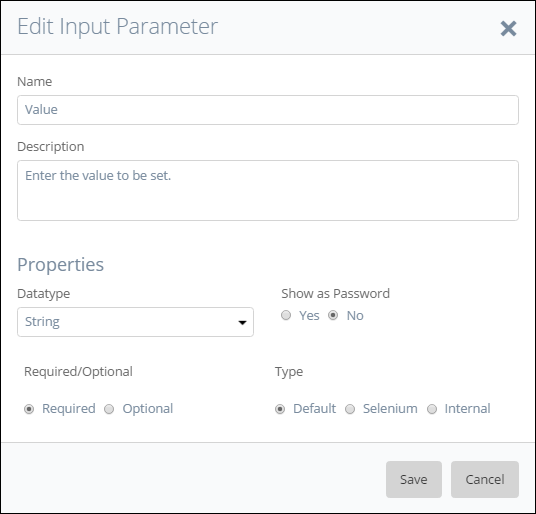 Edit Input Parameter
Name
Value
Description
Enter the value to be set.
Properties
Datatype Show as Password
String Yes No
Required/Optional Type
Required Optional Default Selenium Internal
Save Cancel